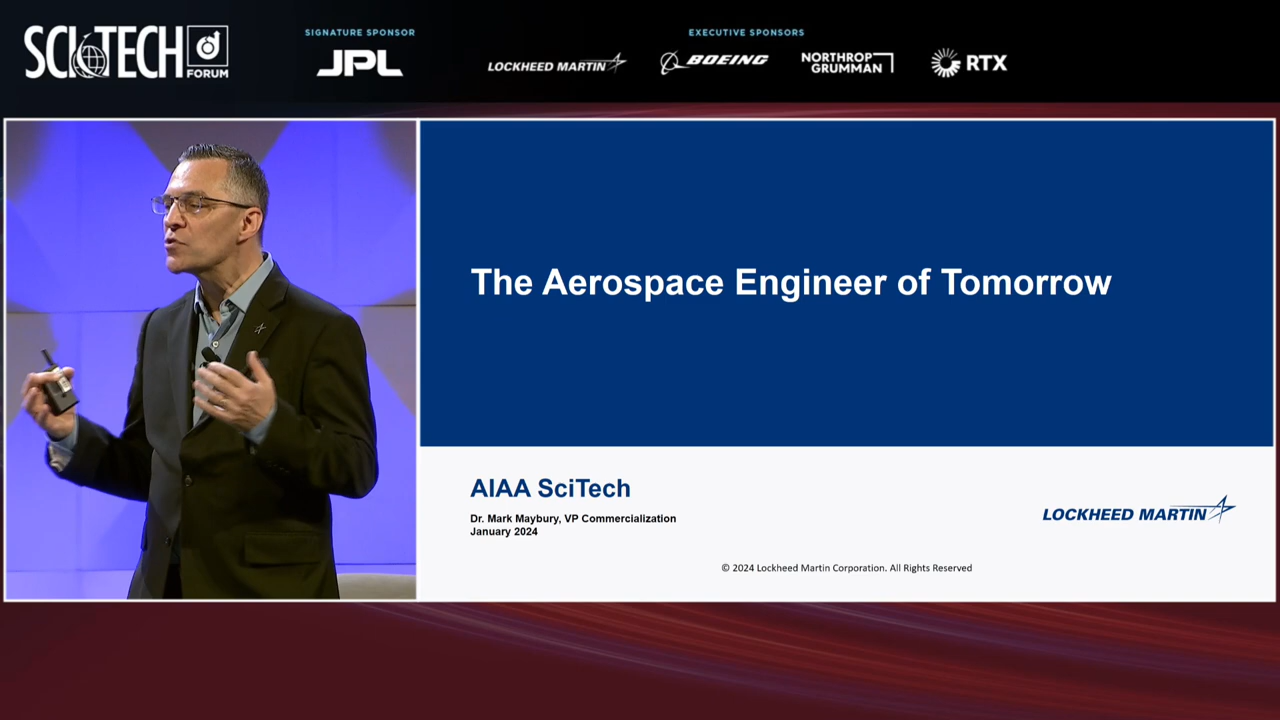 SCITECH
FORUM
SIGNATURE SPONSOR
JPL
EXECUTIVE SPONSORS
LOCKHEED MARTIN
BOEING
NORTHROP
GRUMMAN
RTX
The Aerospace Engineer of Tomorrow
AIAA SciTech
Dr. Mark Maybury, VP Commercialization
January 2024
LOCKHEED MARTIN
© 2024 Lockheed Martin Corporation. All Rights Reserved